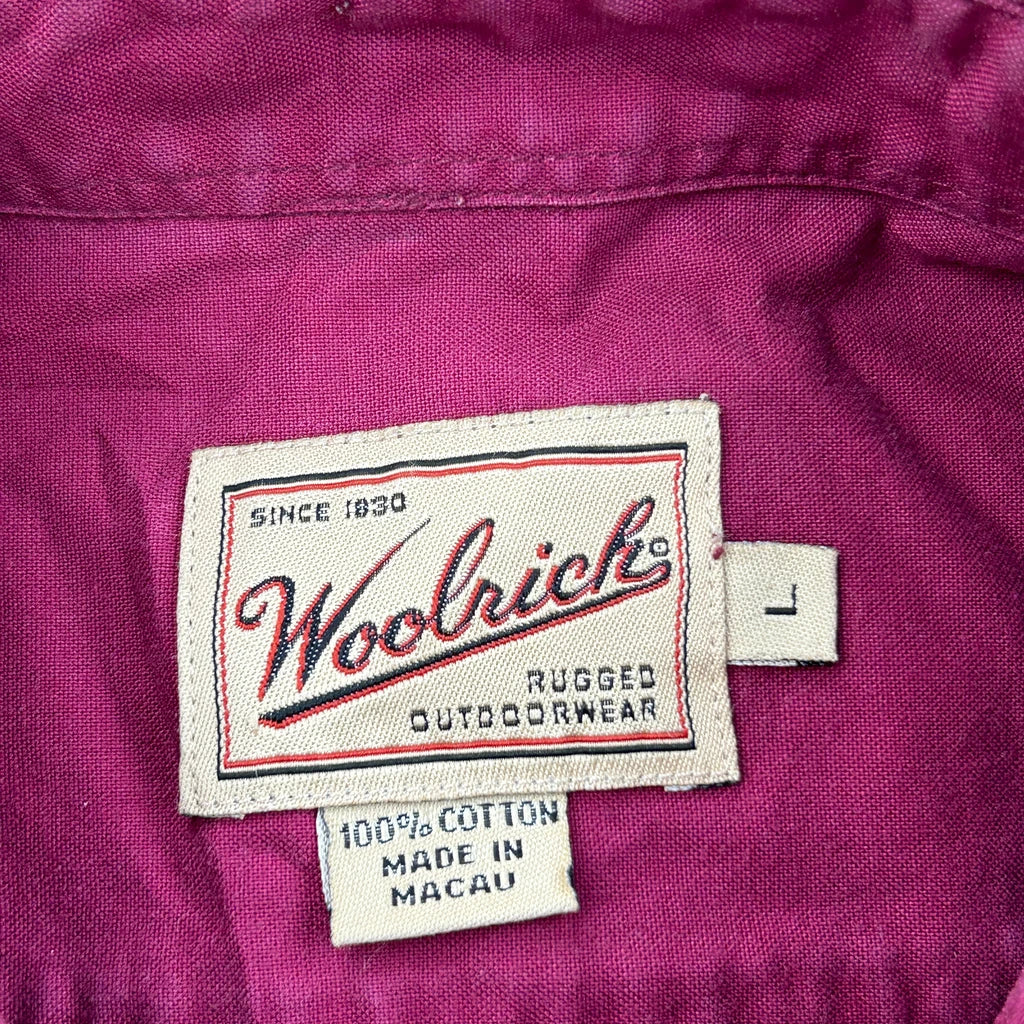 SINCE 1830
Woolrich®
RUGGED
OUTDOORWEAR
L
100% COTTON
MADE IN
MACAU